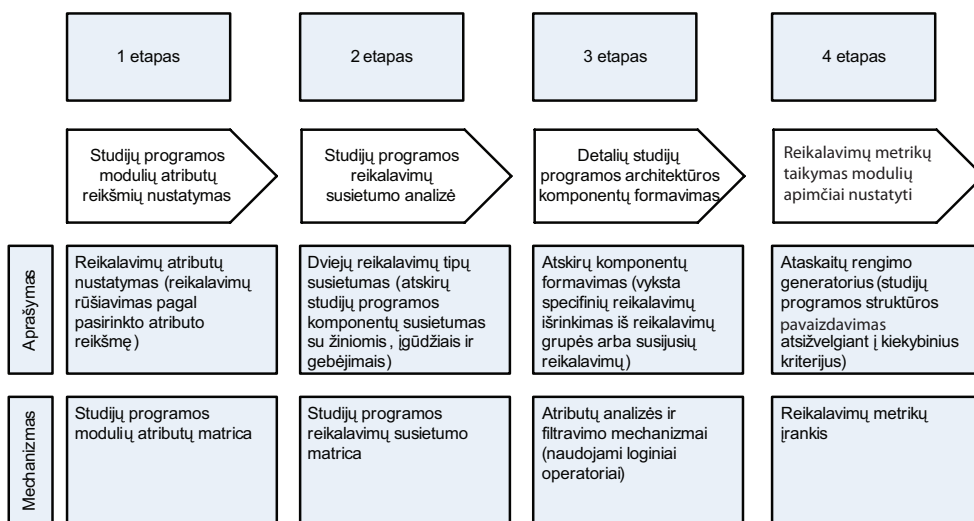 1 etapas
2 etapas
3 etapas
4 etapas
Studijų programos
modulių atributų
reikšmių nustatymas
Studijų programos
reikalavimų
susietumo analizė
Detalių studijų
programos architektūros
komponentų formavimas
Reikalavimų metrikų
taikymas modulių
apimčiai nustatyti
Aprašymas
Reikalavimų atributų
nustatymas (reikalavimų
rūšiavimas pagal
pasirinkto atributo
reikšmę)
Dviejų reikalavimų tipų
susietumas (atskirų
studijų programos
komponentų susietumas
su žiniomis, įgūdžiais ir
gebėjimais)
Atskirų komponentų
formavimas (vyksta
specifinių reikalavimų
išrinkimas iš reikalavimų
grupės arba susijusių
reikalavimų)
Ataskaitų rengimo
generatorius (studijų
programos struktūros
pavaizdavimas
atsižvelgiant į kiekybinius
kriterijus)
Mechanizmas
Studijų programos
modulių atributų matrica
Studijų programos
reikalavimų susietumo
matrica
Atributų analizės ir
filtravimo mechanizmai
(naudojami loginiai
operatoriai)
Reikalavimų metrikų
įrankis